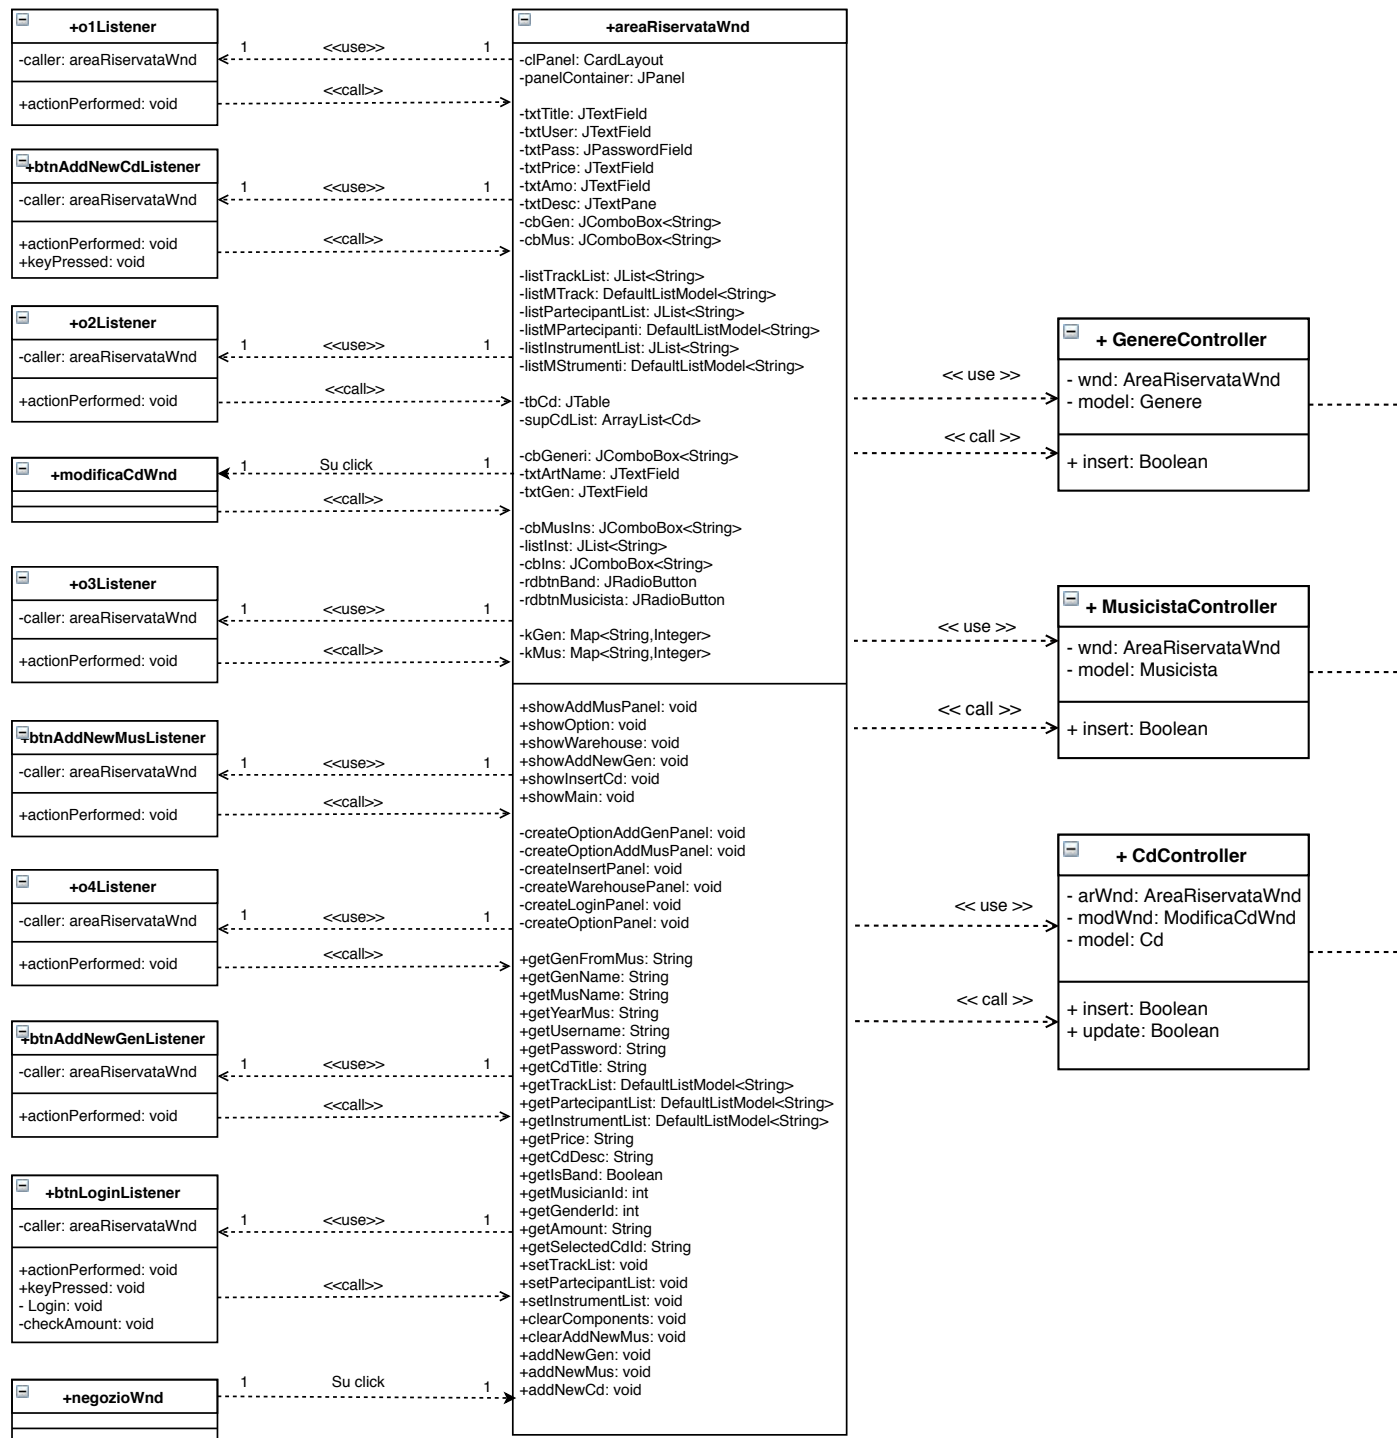 +o1Listener
-caller: areaRiservataWnd
+actionPerformed: void
1 <<use>> 1
<<call>>
+btnAddNewCdListener
-caller: areaRiservataWnd
+actionPerformed: void
+keyPressed: void
1 <<use>> 1
<<call>>
+o2Listener
-caller: areaRiservataWnd
+actionPerformed: void
1 <<use>> 1
<<call>>
+modificaCdWnd
1 Su click 1
<<call>>
+o3Listener
-caller: areaRiservataWnd
+actionPerformed: void
1 <<use>> 1
<<call>>
+btnAddNewMusListener
-caller: areaRiservataWnd
+actionPerformed: void
1 <<use>> 1
<<call>>
+o4Listener
-caller: areaRiservataWnd
+actionPerformed: void
1 <<use>> 1
<<call>>
+btnAddNewGenListener
-caller: areaRiservataWnd
+actionPerformed: void
1 <<use>> 1
<<call>>
+btnLoginListener
-caller: areaRiservataWnd
+actionPerformed: void
+keyPressed: void
- Login: void
-checkAmount: void
1 <<use>> 1
<<call>>
+negozioWnd
1 Su click 1
+areaRiservataWnd
-clPanel: CardLayout
-panelContainer: JPanel
-txtTitle: JTextField
-txtUser: JTextField
-txtPass: JPasswordField
-txtPrice: JTextField
-txtAmo: JTextField
-txtDesc: JTextPane
-cbGen: JComboBox<String>
-cbMus: JComboBox<String>
-listTrackList: JList<String>
-listMTrack: DefaultListModel<String>
-listPartecipantList: JList<String>
-listMPartecipanti: DefaultListModel<String>
-listInstrumentList: JList<String>
-listMStrumenti: DefaultListModel<String>
-tbCd: JTable
-supCdList: ArrayList<Cd>
-cbGeneri: JComboBox<String>
-txtArtName: JTextField
-txtGen: JTextField
-cbMusIns: JComboBox<String>
-listInst: JList<String>
-cbIns: JComboBox<String>
-rdbtnBand: JRadioButton
-rdbtnMusicista: JRadioButton
-kGen: Map<String,Integer>
-kMus: Map<String,Integer>
+showAddMusPanel: void
+showOption: void
+showWarehouse: void
+showAddNewGen: void
+showInsertCd: void
+showMain: void
-createOptionAddGenPanel: void
-createOptionAddMusPanel: void
-createInsertPanel: void
-createWarehousePanel: void
-createLoginPanel: void
-createOptionPanel: void
+getGenFromMus: String
+getGenName: String
+getMusName: String
+getYearMus: String
+getUsername: String
+getPassword: String
+getCdTitle: String
+getTrackList: DefaultListModel<String>
+getPartecipantList: DefaultListModel<String>
+getInstrumentList: DefaultListModel<String>
+getPrice: String
+getCdDesc: String
+getIsBand: Boolean
+getMusicianId: int
+getGenderId: int
+getAmount: String
+getSelectedCdId: String
+setTrackList: void
+setPartecipantList: void
+setInstrumentList: void
+clearComponents: void
+clearAddNewMus: void
+addNewGen: void
+addNewMus: void
+addNewCd: void
<< use >>
<< call >>
+ GenereController
- wnd: AreaRiservataWnd
- model: Genere
+ insert: Boolean
<< use >>
<< call >>
+ MusicistaController
- wnd: AreaRiservataWnd
- model: Musicista
+ insert: Boolean
<< use >>
<< call >>
+ CdController
- arWnd: AreaRiservataWnd
- modWnd: ModificaCdWnd
- model: Cd
+ insert: Boolean
+ update: Boolean